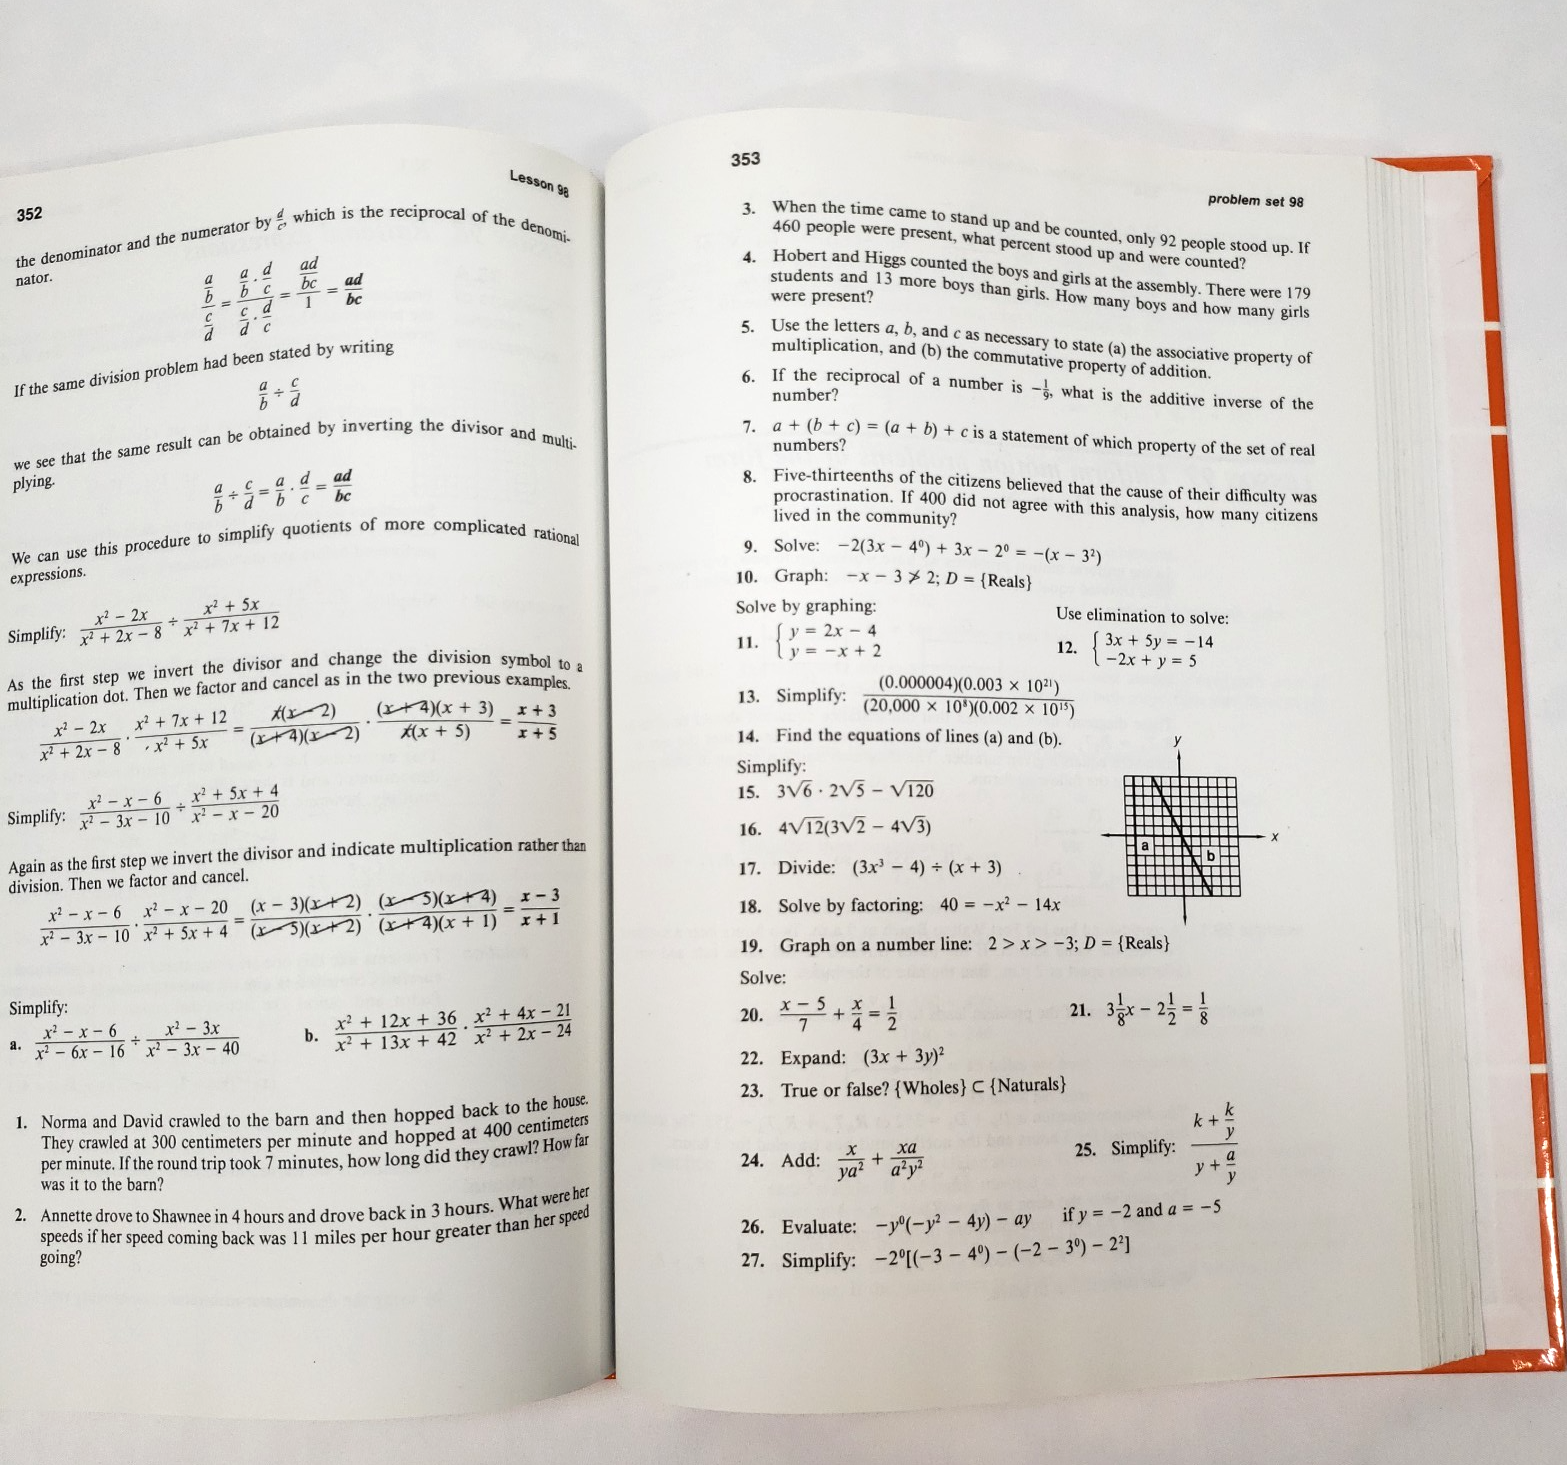 352
Lesson 98
the denominator and the numerator by d/c, which is the reciprocal of the denomi-
nator.
(a/b)/(c/d) = (a/b · d/c)/(c/d · d/c) = (ad/bc)/1 = ad/bc
If the same division problem had been stated by writing
a/b ÷ c/d
we see that the same result can be obtained by inverting the divisor and multi-
plying.
a/b ÷ c/d = a/b · d/c = ad/bc
We can use this procedure to simplify quotients of more complicated rational
expressions.
Simplify: (x² − 2x)/(x² + 2x − 8) ÷ (x² + 5x)/(x² + 7x + 12)
As the first step we invert the divisor and change the division symbol to a
multiplication dot. Then we factor and cancel as in the two previous examples.
(x² − 2x)/(x² + 2x − 8) · (x² + 7x + 12)/(x² + 5x) = x(x − 2)/((x + 4)(x − 2)) · (x + 4)(x + 3)/(x(x + 5)) = (x + 3)/(x + 5)
Simplify: (x² − x − 6)/(x² − 3x − 10) ÷ (x² + 5x + 4)/(x² − x − 20)
Again as the first step we invert the divisor and indicate multiplication rather than
division. Then we factor and cancel.
(x² − x − 6)/(x² − 3x − 10) · (x² − x − 20)/(x² + 5x + 4) = (x − 3)(x + 2)/((x − 5)(x + 2)) · (x − 5)(x + 4)/((x + 4)(x + 1)) = (x − 3)/(x + 1)
Simplify:
a. (x² − x − 6)/(x² − 6x − 16) ÷ (x² − 3x)/(x² − 3x − 40)
b. (x² + 12x + 36)/(x² + 13x + 42) · (x² + 4x − 21)/(x² + 2x − 24)
1. Norma and David crawled to the barn and then hopped back to the house.
They crawled at 300 centimeters per minute and hopped at 400 centimeters
per minute. If the round trip took 7 minutes, how long did they crawl? How far
was it to the barn?
2. Annette drove to Shawnee in 4 hours and drove back in 3 hours. What were her
speeds if her speed coming back was 11 miles per hour greater than her speed
going?
353
problem set 98
3. When the time came to stand up and be counted, only 92 people stood up. If
460 people were present, what percent stood up and were counted?
4. Hobert and Higgs counted the boys and girls at the assembly. There were 179
students and 13 more boys than girls. How many boys and how many girls
were present?
5. Use the letters a, b, and c as necessary to state (a) the associative property of
multiplication, and (b) the commutative property of addition.
6. If the reciprocal of a number is −1/9, what is the additive inverse of the
number?
7. a + (b + c) = (a + b) + c is a statement of which property of the set of real
numbers?
8. Five-thirteenths of the citizens believed that the cause of their difficulty was
procrastination. If 400 did not agree with this analysis, how many citizens
lived in the community?
9. Solve: −2(3x − 4⁰) + 3x − 2⁰ = −(x − 3²)
10. Graph: −x − 3 ≯ 2; D = {Reals}
Solve by graphing:
11. { y = 2x − 4
y = −x + 2
Use elimination to solve:
12. { 3x + 5y = −14
−2x + y = 5
13. Simplify: (0.000004)(0.003 × 10²¹)/((20,000 × 10⁸)(0.002 × 10¹⁵))
14. Find the equations of lines (a) and (b).
y
x
a
b
Simplify:
15. 3√6 · 2√5 − √120
16. 4√12(3√2 − 4√3)
17. Divide: (3x³ − 4) ÷ (x + 3)
18. Solve by factoring: 40 = −x² − 14x
19. Graph on a number line: 2 > x > −3; D = {Reals}
Solve:
20. (x − 5)/7 + x/4 = 1/2
21. 3 1/8 x − 2 1/2 = 1/8
22. Expand: (3x + 3y)²
23. True or false? {Wholes} ⊂ {Naturals}
24. Add: x/(ya²) + xa/(a²y²)
25. Simplify: (k + k/y)/(y + a/y)
26. Evaluate: −y⁰(−y² − 4y) − ay if y = −2 and a = −5
27. Simplify: −2⁰[(−3 − 4⁰) − (−2 − 3⁰) − 2²]